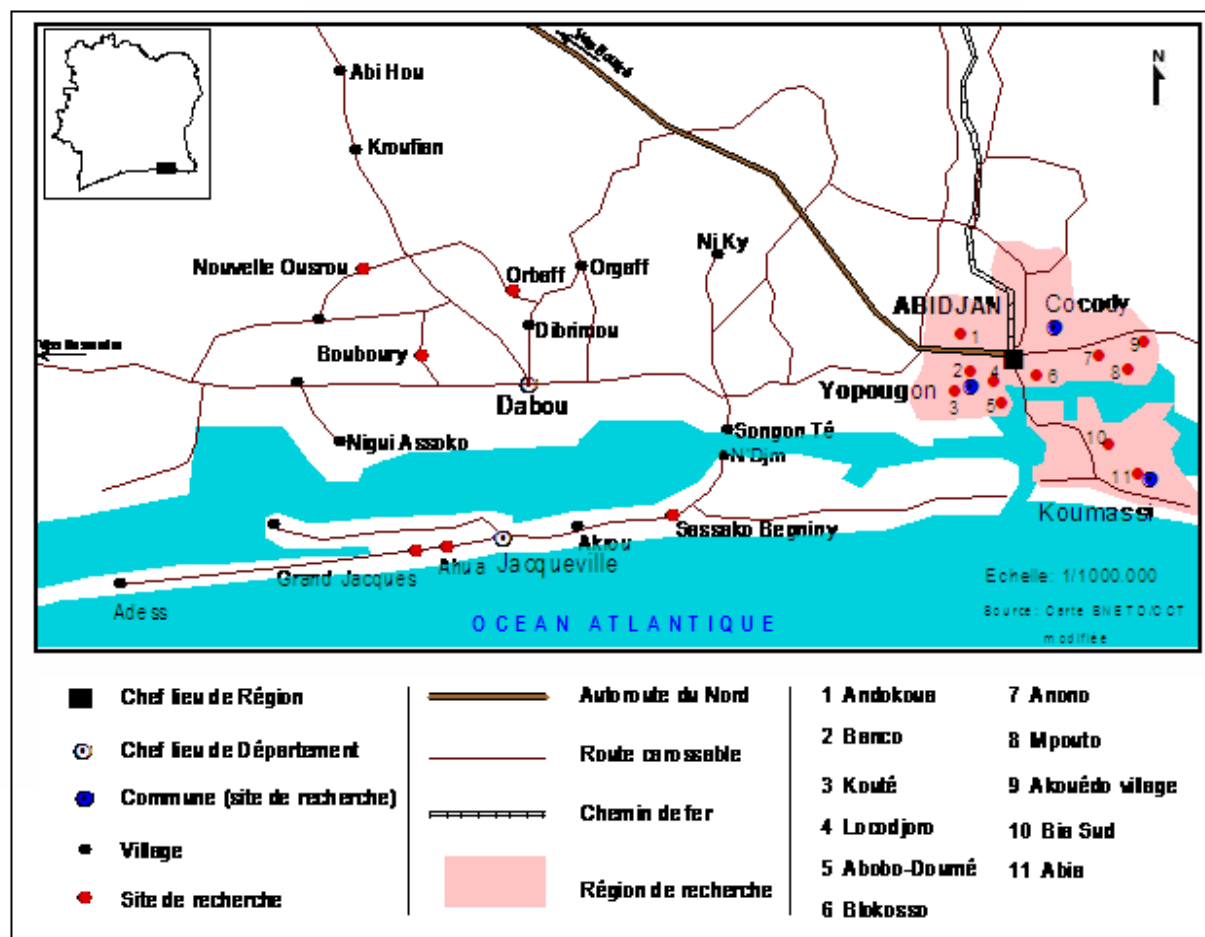 Abi Hou
N
Kroufian
Nouvelle Ousrou
Orbaff
Orgaff
Ni Ky
ABIDJAN
Cocody
Dibrimou
Bouboury
1
2
3
4
5
6
7
8
9
Dabou
Yopougon
Nigui Assoko
Songon Té
N'Djm
10
11
Koumassi
Sassako Begniny
Akrou
Jacqueville
Ahua
Grand Jacques
Adess
Echelle: 1/1000.000
Source: Carte BNETD/CCT
modifiée
OCEAN ATLANTIQUE
Chef lieu de Région
Chef lieu de Département
Commune (site de recherche)
Village
Site de recherche
Autoroute du Nord
Route carossable
Chemin de fer
Région de recherche
1 Andokoua
2 Banco
3 Kouté
4 Locodjoro
5 Abobo-Doumé
6 Blokosso
7 Anono
8 Mpouto
9 Akouédo village
10 Bia Sud
11 Abia